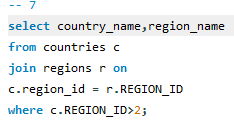 -- 7
select country_name,region_name
from countries c
join regions r on
c.region_id = r.REGION_ID
where c.REGION_ID>2;